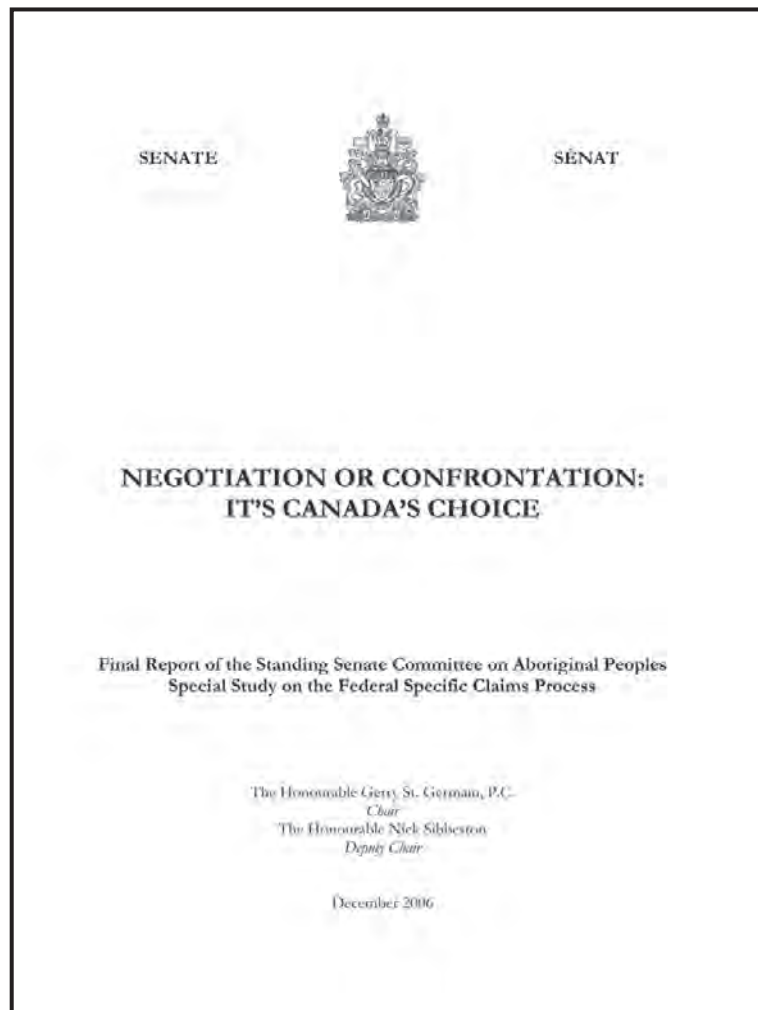 SENATE SÉNAT
NEGOTIATION OR CONFRONTATION:
IT'S CANADA'S CHOICE
Final Report of the Standing Senate Committee on Aboriginal Peoples
Special Study on the Federal Specific Claims Process
The Honourable Gerry St. Germain, P.C.
Chair
The Honourable Nick Sibbeston
Deputy Chair
December 2006